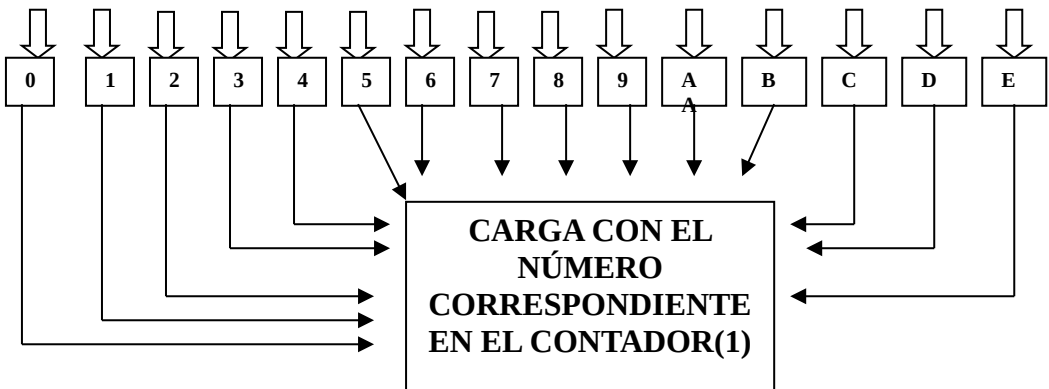 0 1 2 3 4 5 6 7 8 9 A B C D E
A
CARGA CON EL
NÚMERO
CORRESPONDIENTE
EN EL CONTADOR(1)